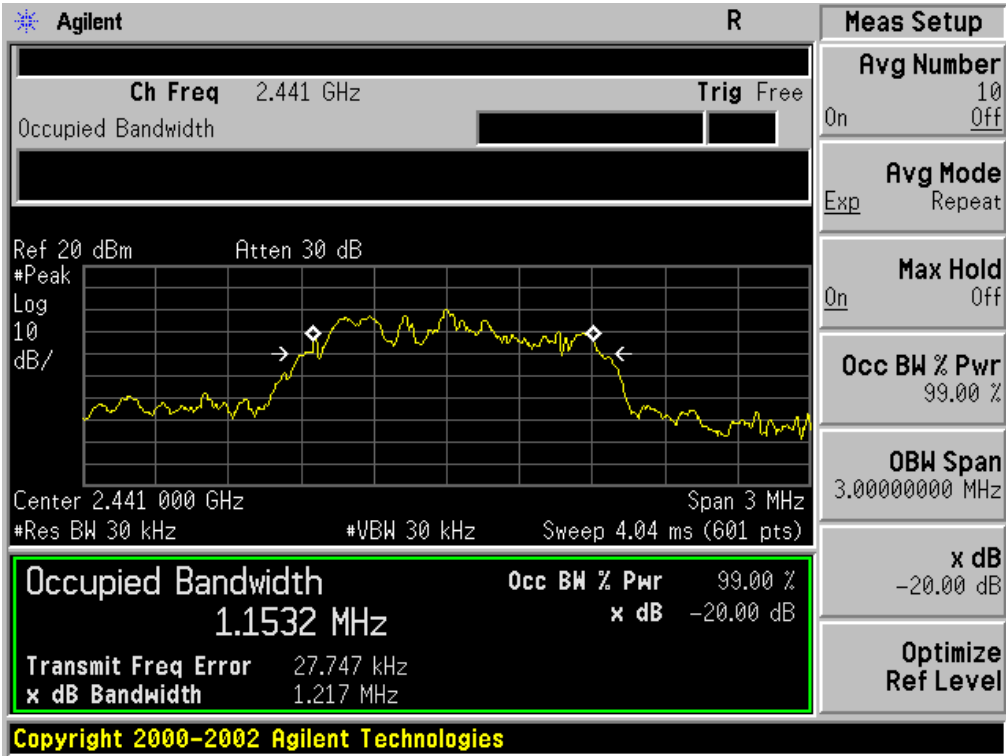 Agilent R
Ch Freq 2.441 GHz Trig Free
Occupied Bandwidth
Ref 20 dBm Atten 30 dB
#Peak
Log
10
dB/
Center 2.441 000 GHz Span 3 MHz
#Res BW 30 kHz #VBW 30 kHz Sweep 4.04 ms (601 pts)
Occupied Bandwidth
1.1532 MHz
Occ BW % Pwr 99.00 %
x dB -20.00 dB
Transmit Freq Error 27.747 kHz
x dB Bandwidth 1.217 MHz
Copyright 2000-2002 Agilent Technologies
Meas Setup
Avg Number
10
On Off
Avg Mode
Exp Repeat
Max Hold
On Off
Occ BW % Pwr
99.00 %
OBW Span
3.00000000 MHz
x dB
-20.00 dB
Optimize
Ref Level